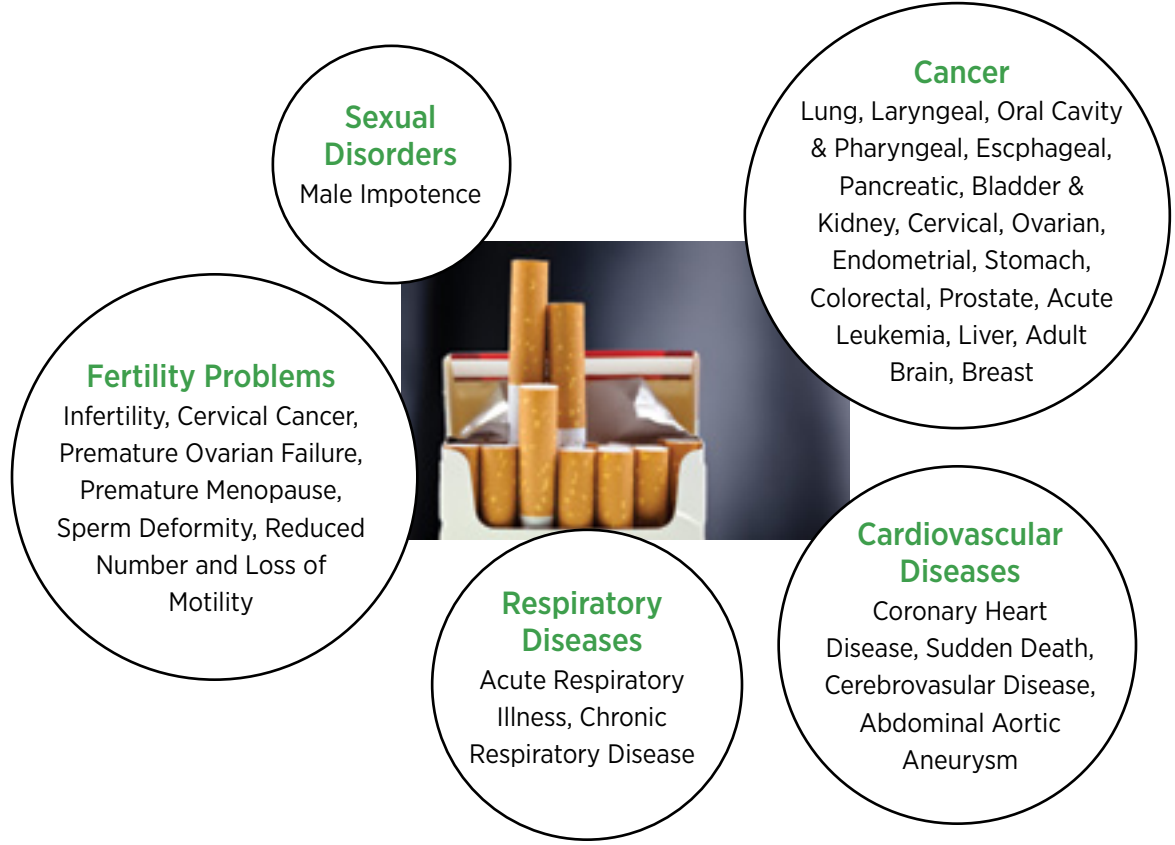 Sexual
Disorders
Male Impotence
Cancer
Lung, Laryngeal, Oral Cavity
& Pharyngeal, Escphageal,
Pancreatic, Bladder &
Kidney, Cervical, Ovarian,
Endometrial, Stomach,
Colorectal, Prostate, Acute
Leukemia, Liver, Adult
Brain, Breast
Fertility Problems
Infertility, Cervical Cancer,
Premature Ovarian Failure,
Premature Menopause,
Sperm Deformity, Reduced
Number and Loss of
Motility
Respiratory
Diseases
Acute Respiratory
Illness, Chronic
Respiratory Disease
Cardiovascular
Diseases
Coronary Heart
Disease, Sudden Death,
Cerebrovasular Disease,
Abdominal Aortic
Aneurysm